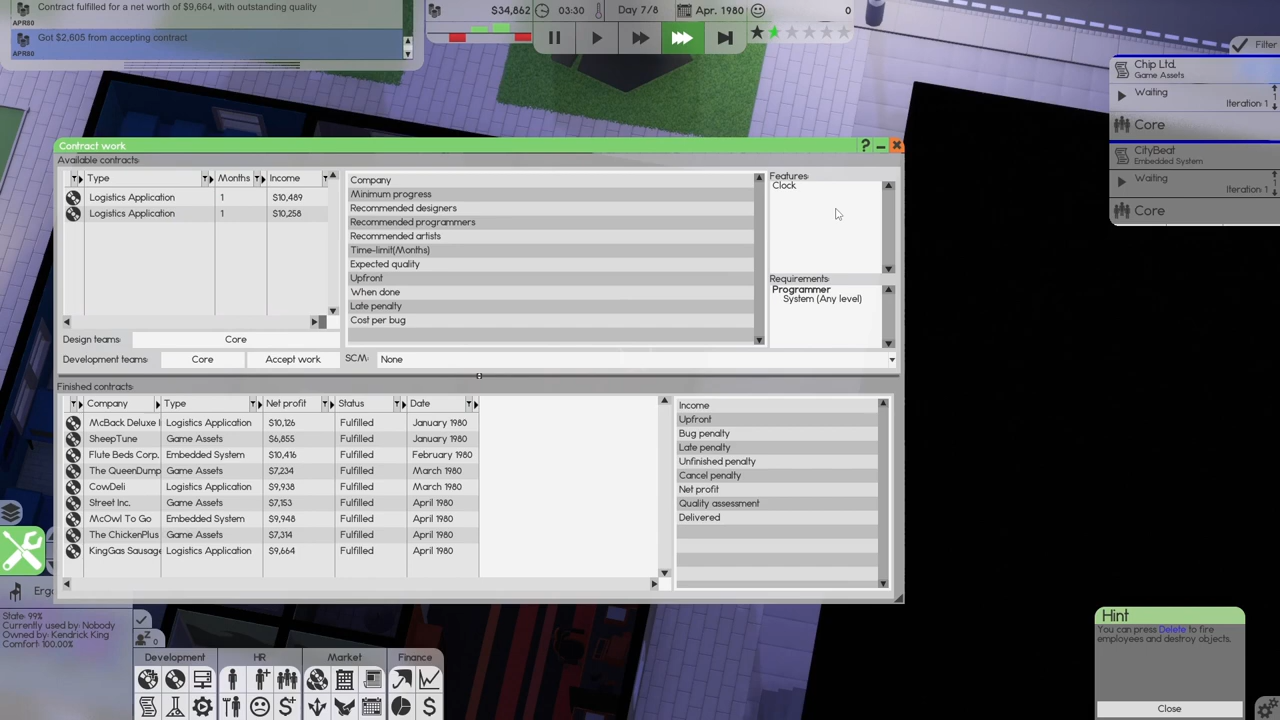 Contract fulfilled for a net worth of $9,664, with outstanding quality
APR80
Got $2,605 from accepting contract
APR80
$34,862
03:30
Day 7/8
Apr. 1980
0
Filter
Chip Ltd.
Game Assets
Waiting
1
Iteration: 1
Core
CityBeat
Embedded System
Waiting
1
Iteration: 1
Core
Contract work
?
Available contracts:
Type Months Income
Logistics Application 1 $10,489
Logistics Application 1 $10,258
Company
Minimum progress
Recommended designers
Recommended programmers
Recommended artists
Time-limit(Months)
Expected quality
Upfront
When done
Late penalty
Cost per bug
Features:
Clock
Requirements:
Programmer
System (Any level)
Design teams: Core
Development teams: Core Accept work SCM: None
Finished contracts:
Company Type Net profit Status Date
McBack Deluxe Logistics Application $10,126 Fulfilled January 1980
SheepTune Game Assets $6,855 Fulfilled January 1980
Flute Beds Corp. Embedded System $10,416 Fulfilled February 1980
The QueenDump Game Assets $7,234 Fulfilled March 1980
CowDeli Logistics Application $9,938 Fulfilled March 1980
Street Inc. Game Assets $7,153 Fulfilled April 1980
McOwl To Go Embedded System $9,948 Fulfilled April 1980
The ChickenPlus Game Assets $7,314 Fulfilled April 1980
KingGas Sausage Logistics Application $9,664 Fulfilled April 1980
Income
Upfront
Bug penalty
Late penalty
Unfinished penalty
Cancel penalty
Net profit
Quality assessment
Delivered
Erg
State: 99%
Currently used by: Nobody
Owned by: Kendrick King
Comfort: 100.00%
0
Development HR Market Finance
Hint
You can press Delete to fire
employees and destroy objects.
Close